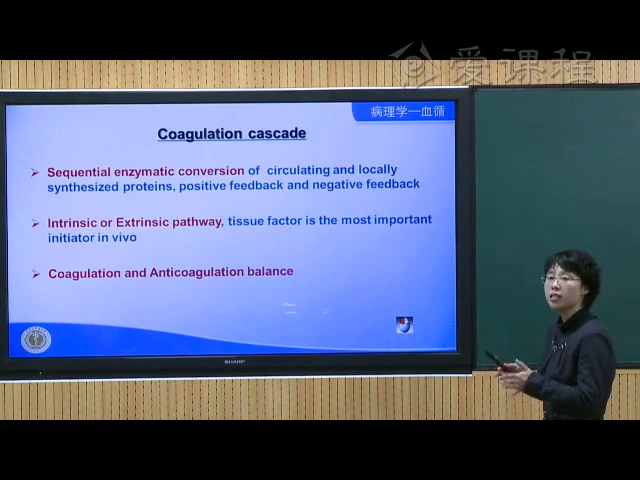 爱课程
病理学—血循
Coagulation cascade
Sequential enzymatic conversion of circulating and locally
synthesized proteins, positive feedback and negative feedback
Intrinsic or Extrinsic pathway, tissue factor is the most important
initiator in vivo
Coagulation and Anticoagulation balance
SHARP